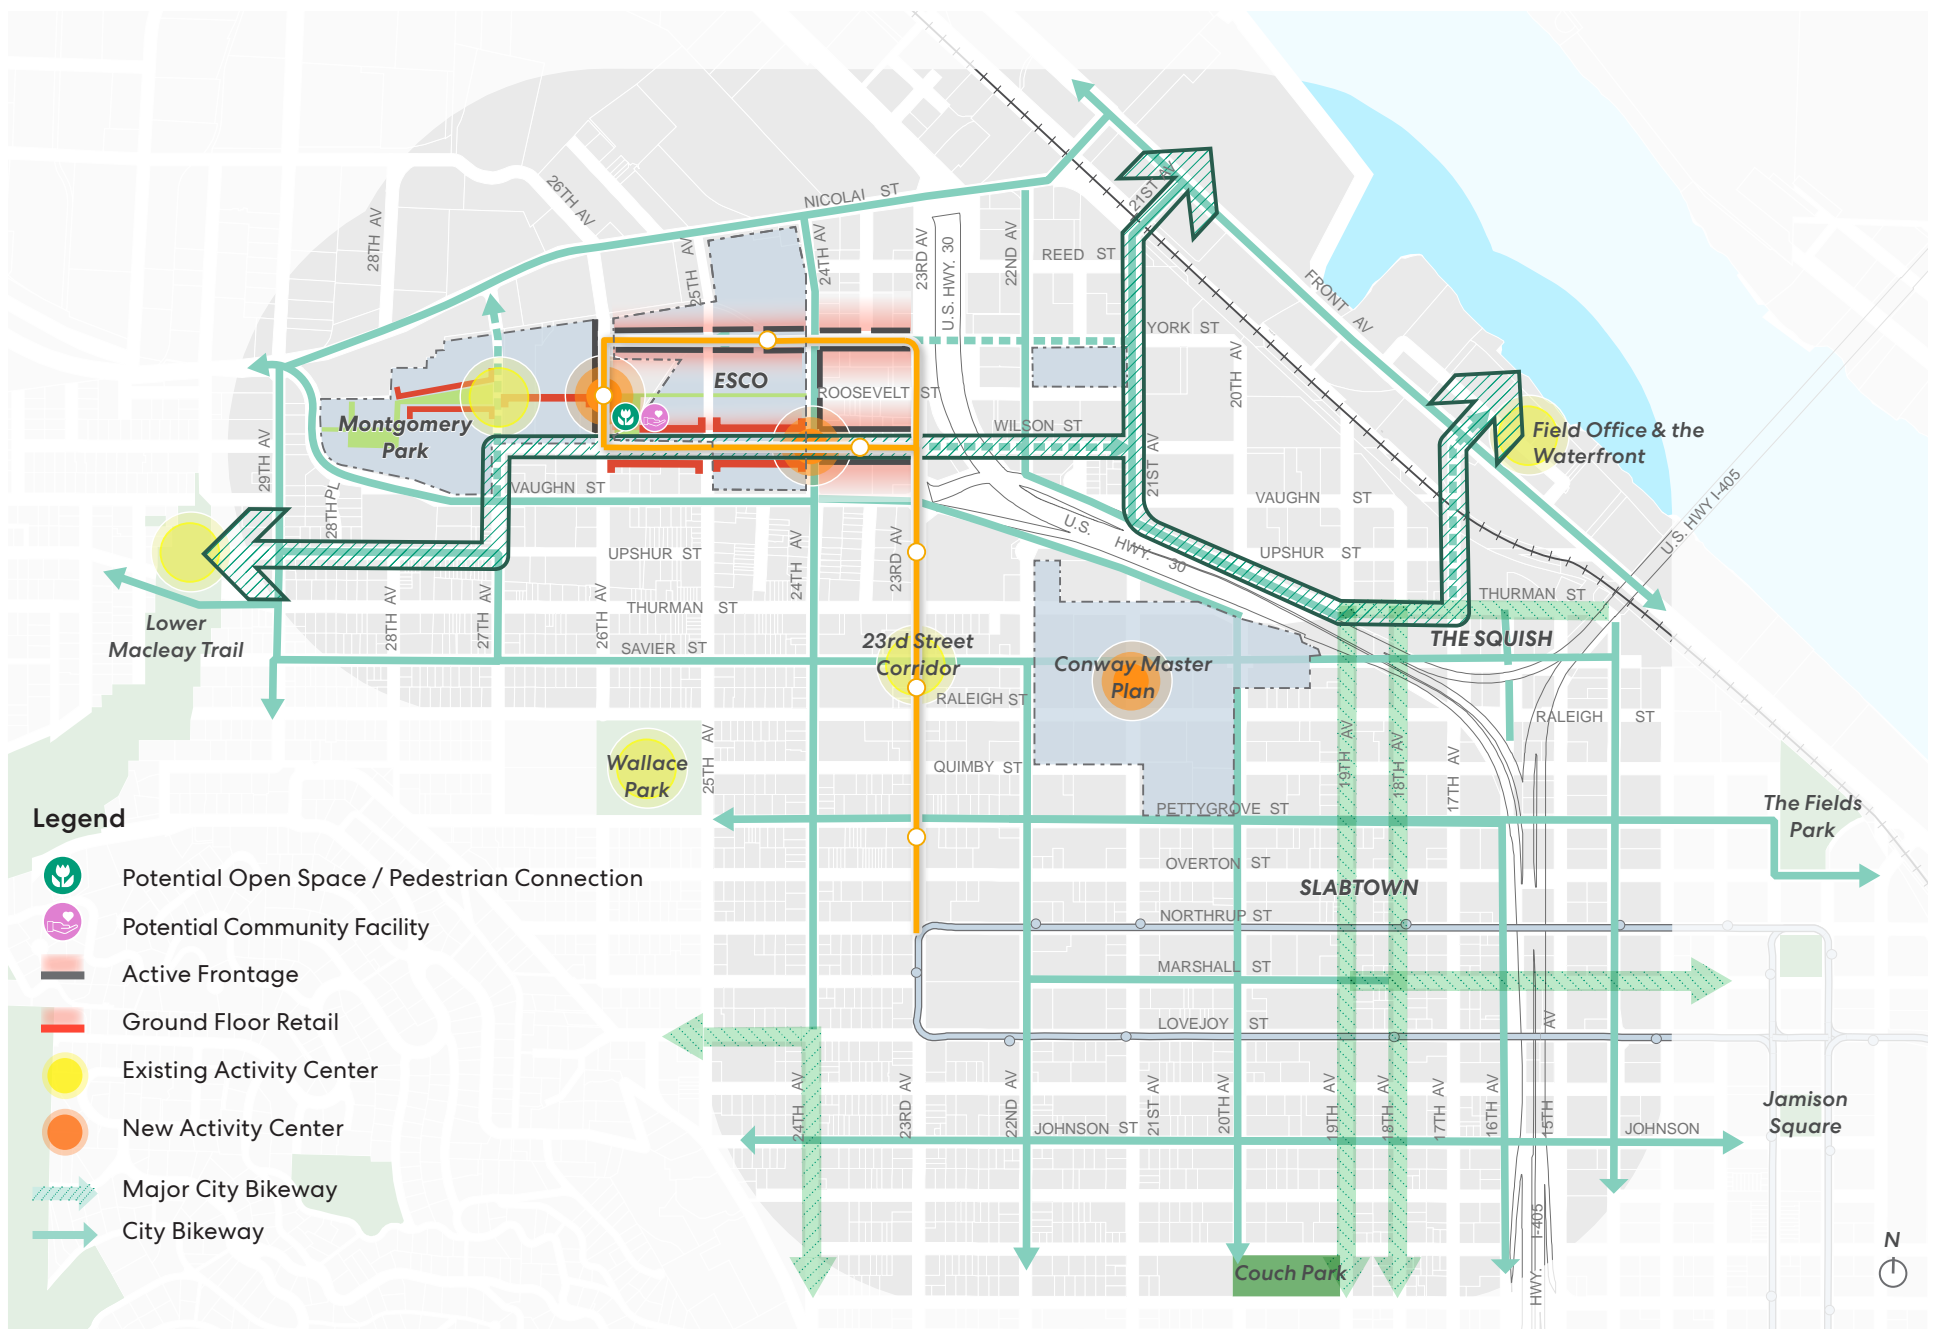 26TH AV
28TH AV
NICOLAI ST
25TH AV
24TH AV
23RD AV
U.S. HWY. 30
22ND AV
REED ST
21ST AV
FRONT AV
YORK ST
20TH AV
ESCO
ROOSEVELT ST
WILSON ST
Montgomery
Park
29TH AV
28TH PL
VAUGHN ST
21ST AV
VAUGHN ST
Field Office & the
Waterfront
U.S. HWY I-405
U.S. HWY. 30
UPSHUR ST
UPSHUR ST
24TH AV
23RD AV
THURMAN ST
THURMAN ST
28TH AV
27TH AV
26TH AV
SAVIER ST
Lower
Macleay Trail
23rd Street
Corridor
Conway Master
Plan
THE SQUISH
RALEIGH ST
RALEIGH ST
25TH AV
Wallace
Park
QUIMBY ST
19TH AV
18TH AV
17TH AV
PETTYGROVE ST
The Fields
Park
OVERTON ST
SLABTOWN
NORTHRUP ST
MARSHALL ST
LOVEJOY ST
24TH AV
23RD AV
22ND AV
JOHNSON ST
21ST AV
20TH AV
19TH AV
18TH AV
17TH AV
16TH AV
15TH AV
JOHNSON
Jamison
Square
HWY. I-405
Couch Park
N
Legend
Potential Open Space / Pedestrian Connection
Potential Community Facility
Active Frontage
Ground Floor Retail
Existing Activity Center
New Activity Center
Major City Bikeway
City Bikeway